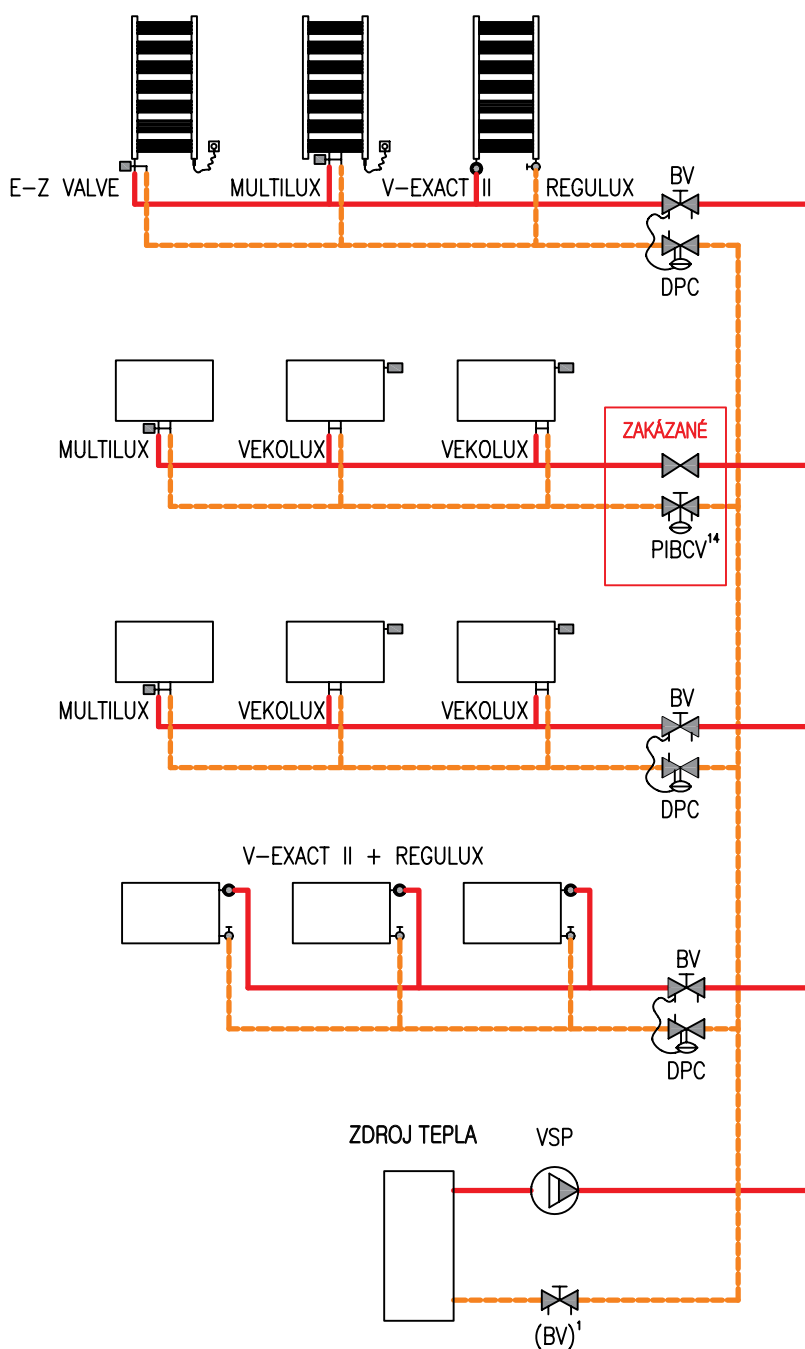 E-Z VALVE
MULTILUX
V-EXACT II
REGULUX
BV
DPC
ZAKÁZANÉ
MULTILUX
VEKOLUX
VEKOLUX
PIBCV¹⁴
MULTILUX
VEKOLUX
VEKOLUX
BV
DPC
V-EXACT II + REGULUX
BV
DPC
ZDROJ TEPLA
VSP
(BV)¹